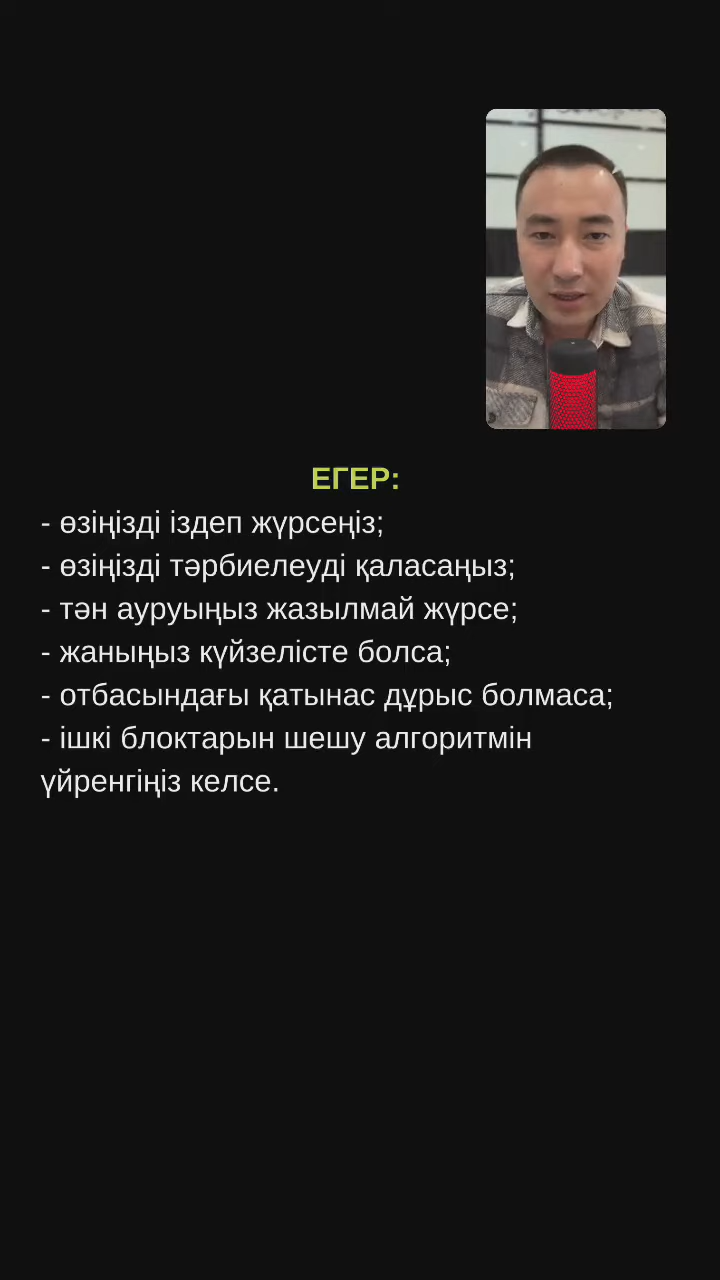 ЕГЕР:
- өзіңізді іздеп жүрсеңіз;
- өзіңізді тәрбиелеуді қаласаңыз;
- тән ауруыңыз жазылмай жүрсе;
- жаныңыз күйзелісте болса;
- отбасындағы қатынас дұрыс болмаса;
- ішкі блоктарын шешу алгоритмін
үйренгіңіз келсе.